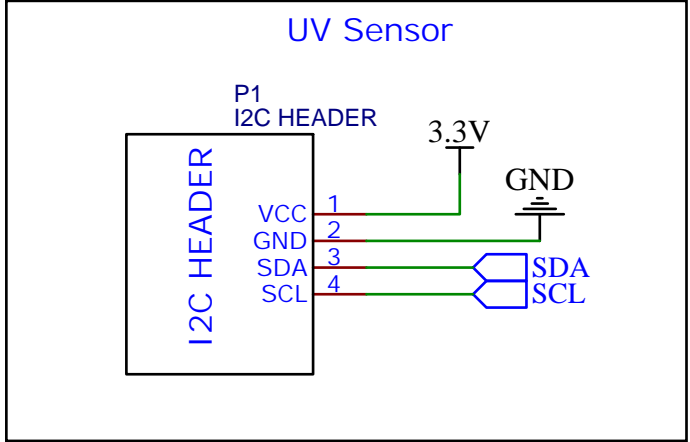 UV Sensor
P1
I2C HEADER
3.3V
I2C HEADER
GND
VCC 1
GND 2
SDA 3 SDA
SCL 4 SCL